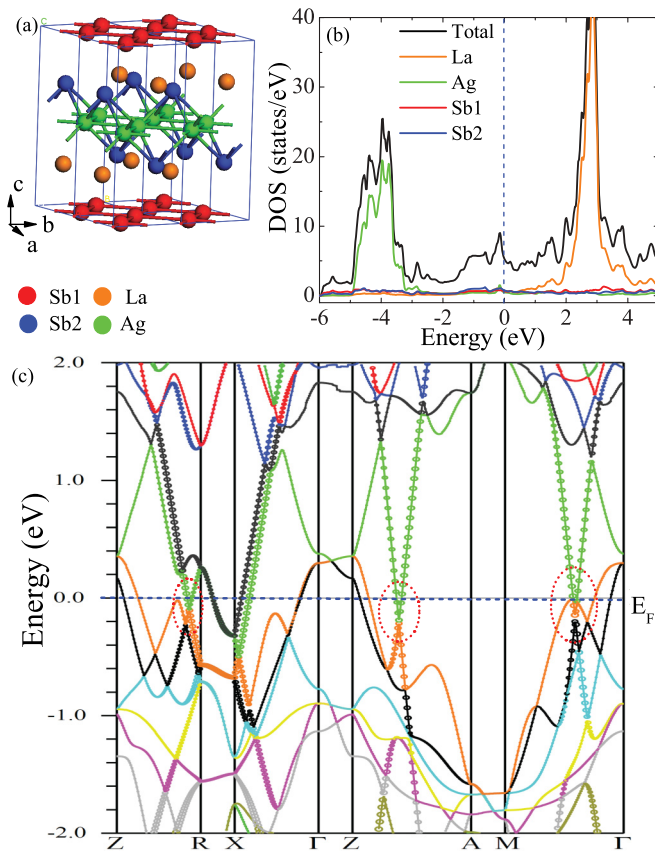 (a)
c
c
b
a
Sb1
La
Sb2
Ag
(b)
Total
La
Ag
Sb1
Sb2
40
30
20
10
0
DOS (states/eV)
-6 -4 -2 0 2 4
Energy (eV)
(c)
2.0
1.0
0.0
-1.0
-2.0
Energy (eV)
E_F
Z R X Γ Z A M Γ